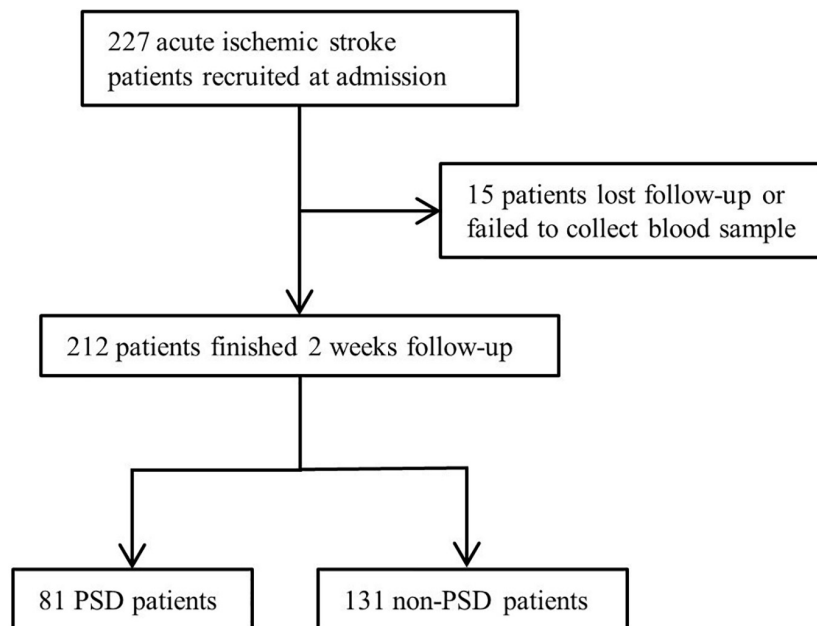 227 acute ischemic stroke
patients recruited at admission
15 patients lost follow-up or
failed to collect blood sample
212 patients finished 2 weeks follow-up
81 PSD patients
131 non-PSD patients